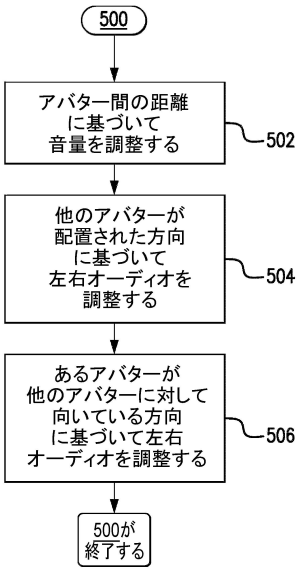 500
アバター間の距離
に基づいて
音量を調整する
502
他のアバターが
配置された方向
に基づいて
左右オーディオを
調整する
504
あるアバターが
他のアバターに対して
向いている方向
に基づいて左右
オーディオを調整する
506
500が
終了する